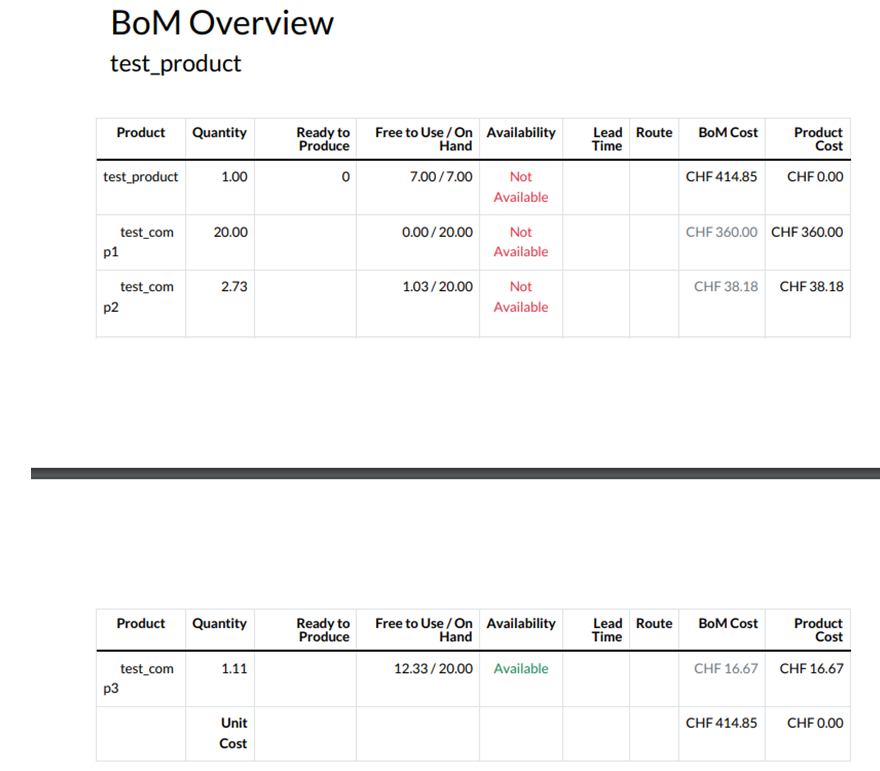 BoM Overview
test_product
Product Quantity Ready to Produce Free to Use / On Hand Availability Lead Time Route BoM Cost Product Cost
test_product 1.00 0 7.00 / 7.00 Not Available CHF 414.85 CHF 0.00
test_comp1 20.00 0.00 / 20.00 Not Available CHF 360.00 CHF 360.00
test_comp2 2.73 1.03 / 20.00 Not Available CHF 38.18 CHF 38.18
Product Quantity Ready to Produce Free to Use / On Hand Availability Lead Time Route BoM Cost Product Cost
test_comp3 1.11 12.33 / 20.00 Available CHF 16.67 CHF 16.67
Unit Cost CHF 414.85 CHF 0.00